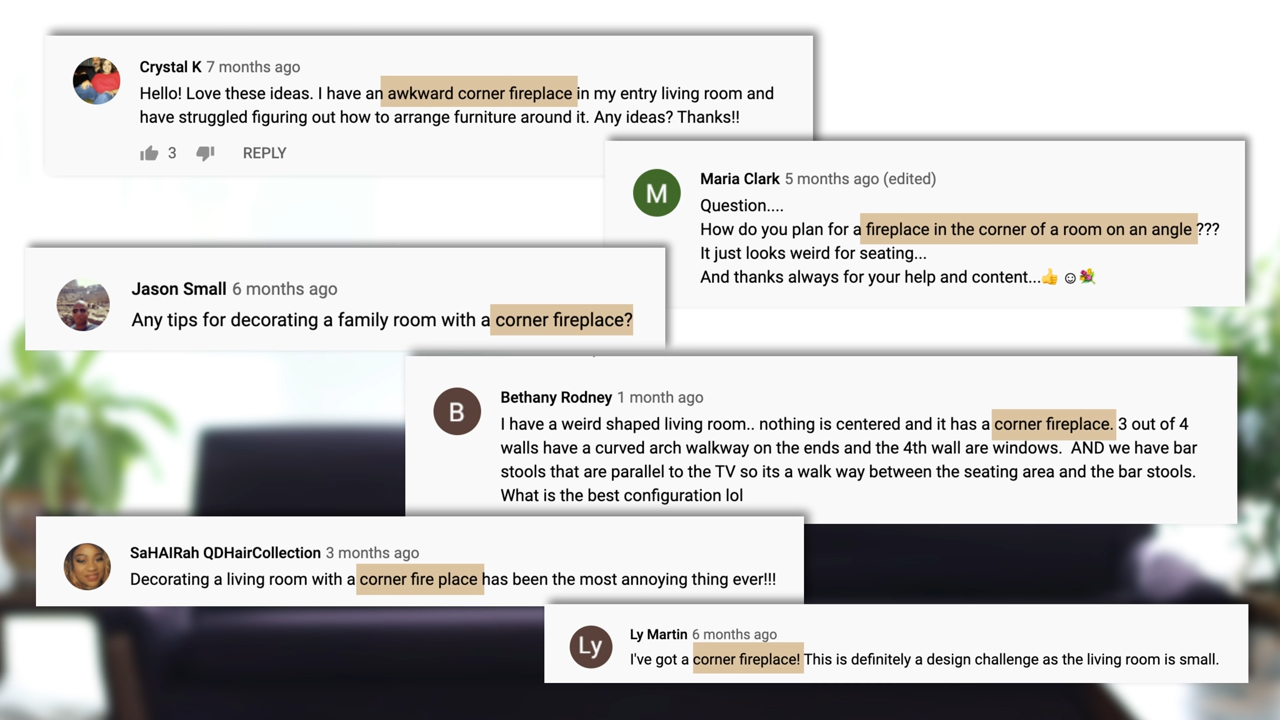 Crystal K 7 months ago
Hello! Love these ideas. I have an awkward corner fireplace in my entry living room and
have struggled figuring out how to arrange furniture around it. Any ideas? Thanks!!
3 REPLY
M
Maria Clark 5 months ago (edited)
Question....
How do you plan for a fireplace in the corner of a room on an angle ???
It just looks weird for seating...
And thanks always for your help and content...👍 ☺💐
Jason Small 6 months ago
Any tips for decorating a family room with a corner fireplace?
B
Bethany Rodney 1 month ago
I have a weird shaped living room.. nothing is centered and it has a corner fireplace. 3 out of 4
walls have a curved arch walkway on the ends and the 4th wall are windows.  AND we have bar
stools that are parallel to the TV so its a walk way between the seating area and the bar stools.
What is the best configuration lol
SaHAIRah QDHairCollection 3 months ago
Decorating a living room with a corner fire place has been the most annoying thing ever!!!
Ly
Ly Martin 6 months ago
I've got a corner fireplace! This is definitely a design challenge as the living room is small.